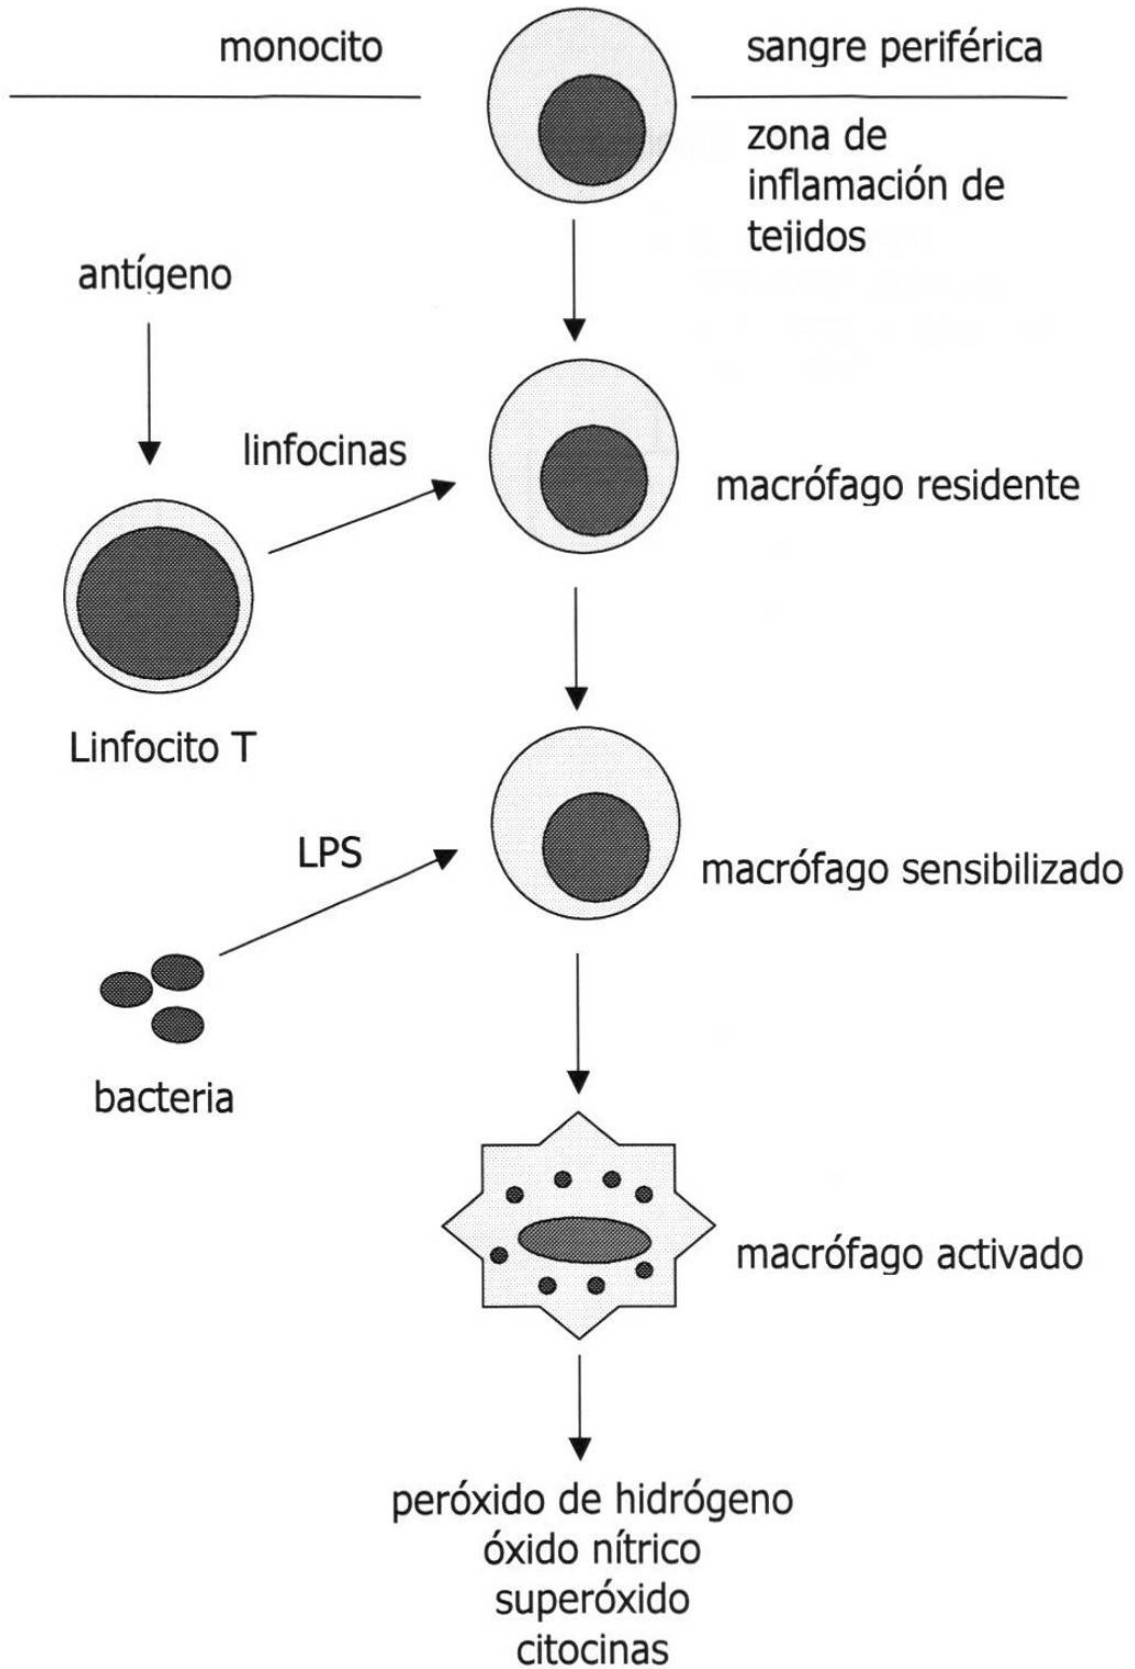 monocito
sangre periférica
zona de
inflamación de
tejidos
antígeno
linfocinas
macrófago residente
Linfocito T
LPS
macrófago sensibilizado
bacteria
macrófago activado
peróxido de hidrógeno
óxido nítrico
superóxido
citocinas